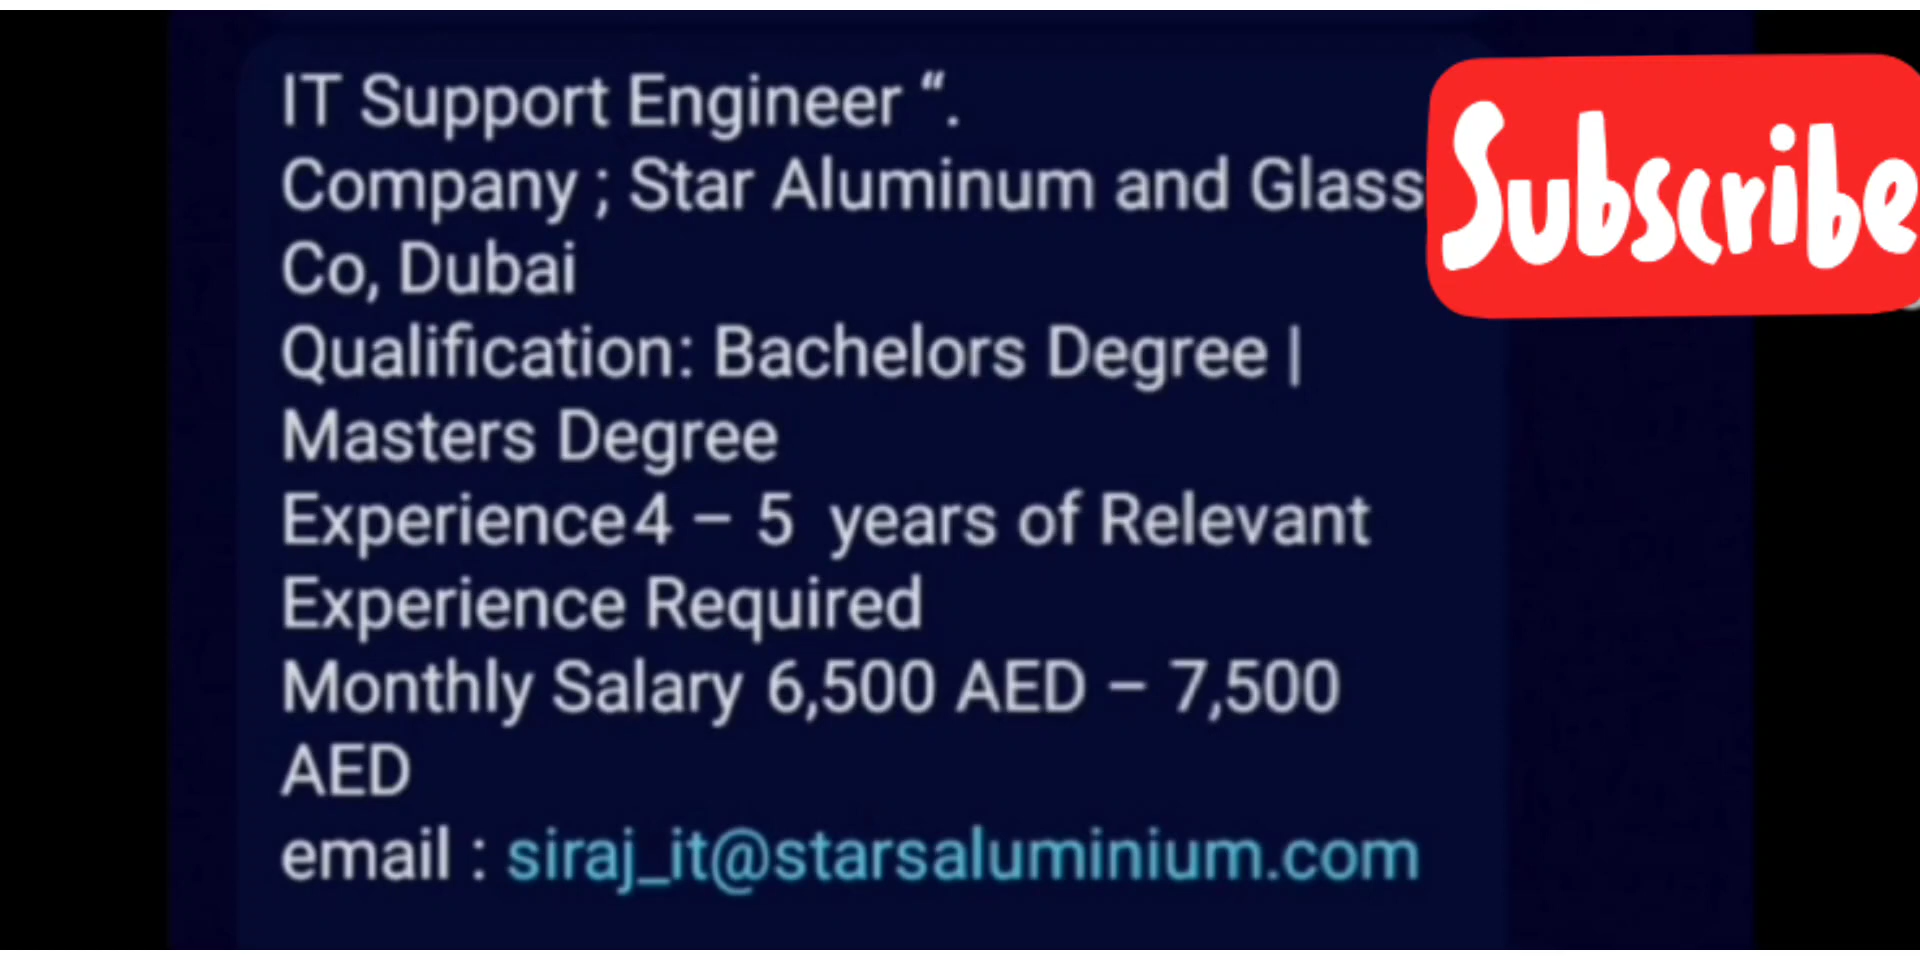 IT Support Engineer “.
Company ; Star Aluminum and Glass
Co, Dubai
Qualification: Bachelors Degree |
Masters Degree
Experience4 – 5  years of Relevant
Experience Required
Monthly Salary 6,500 AED – 7,500
AED
email : siraj_it@starsaluminium.com
Subscribe